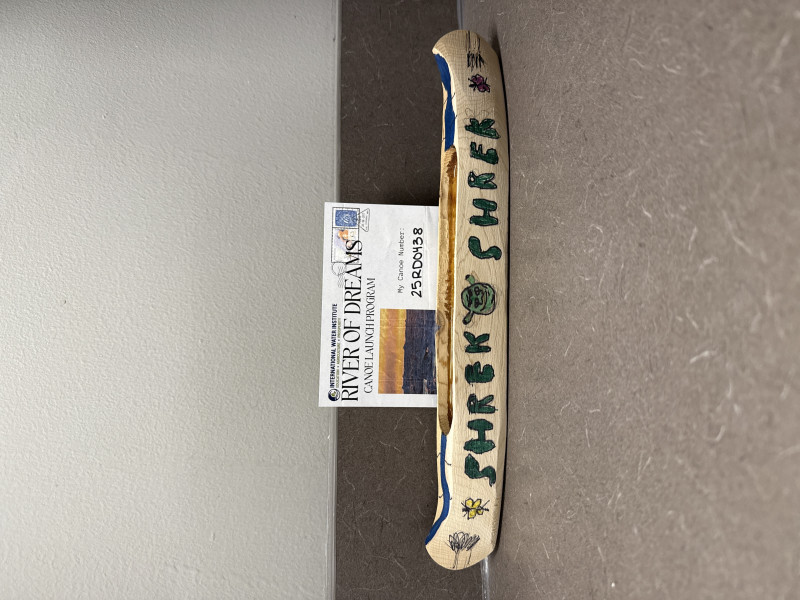 INTERNATIONAL WATER INSTITUTE
RIVER OF DREAMS
CANOE LAUNCH PROGRAM
My Canoe Number:
25RD0438
SHREK SHREK